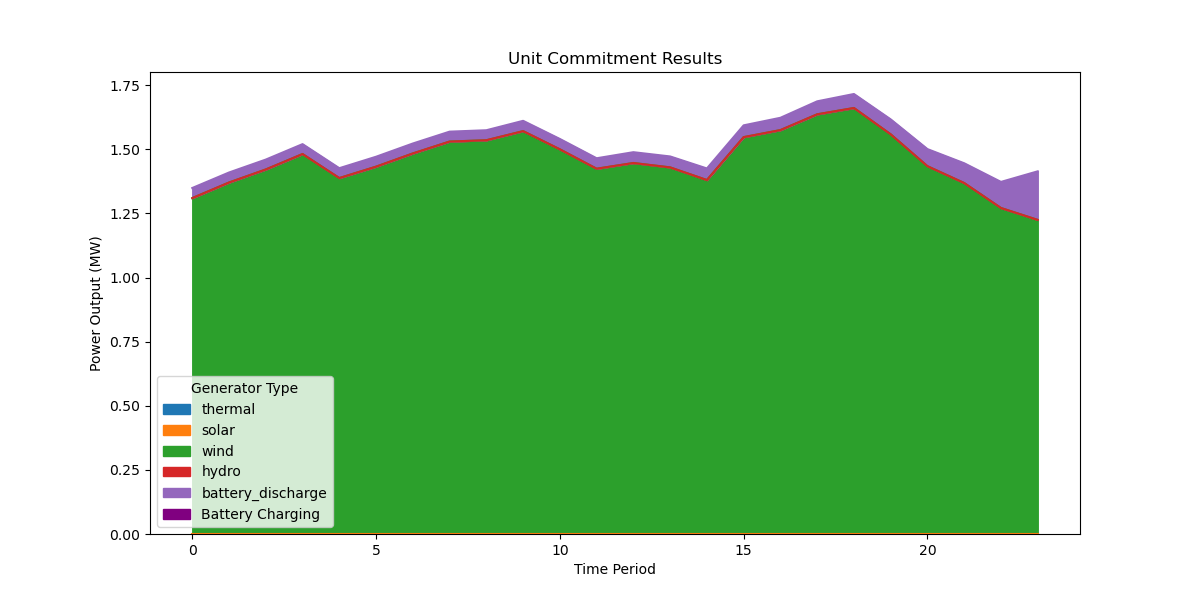 Unit Commitment Results
Power Output (MW)
1.75
1.50
1.25
1.00
0.75
0.50
0.25
0.00
Generator Type
thermal
solar
wind
hydro
battery_discharge
Battery Charging
0 5 10 15 20
Time Period